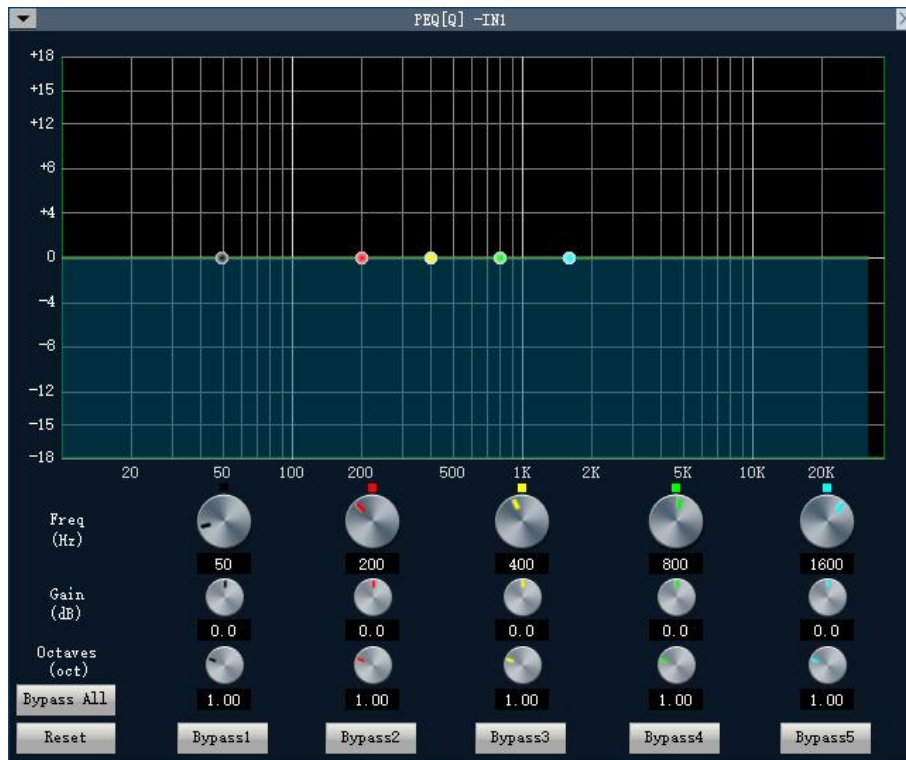 PEQ[Q] -IN1
+18
+15
+12
+8
+4
0
-4
-8
-12
-15
-18
20 50 100 200 500 1K 2K 5K 10K 20K
Freq
(Hz)
50 200 400 800 1600
Gain
(dB)
0.0 0.0 0.0 0.0 0.0
Octaves
(oct)
1.00 1.00 1.00 1.00 1.00
Bypass All
Reset Bypass1 Bypass2 Bypass3 Bypass4 Bypass5